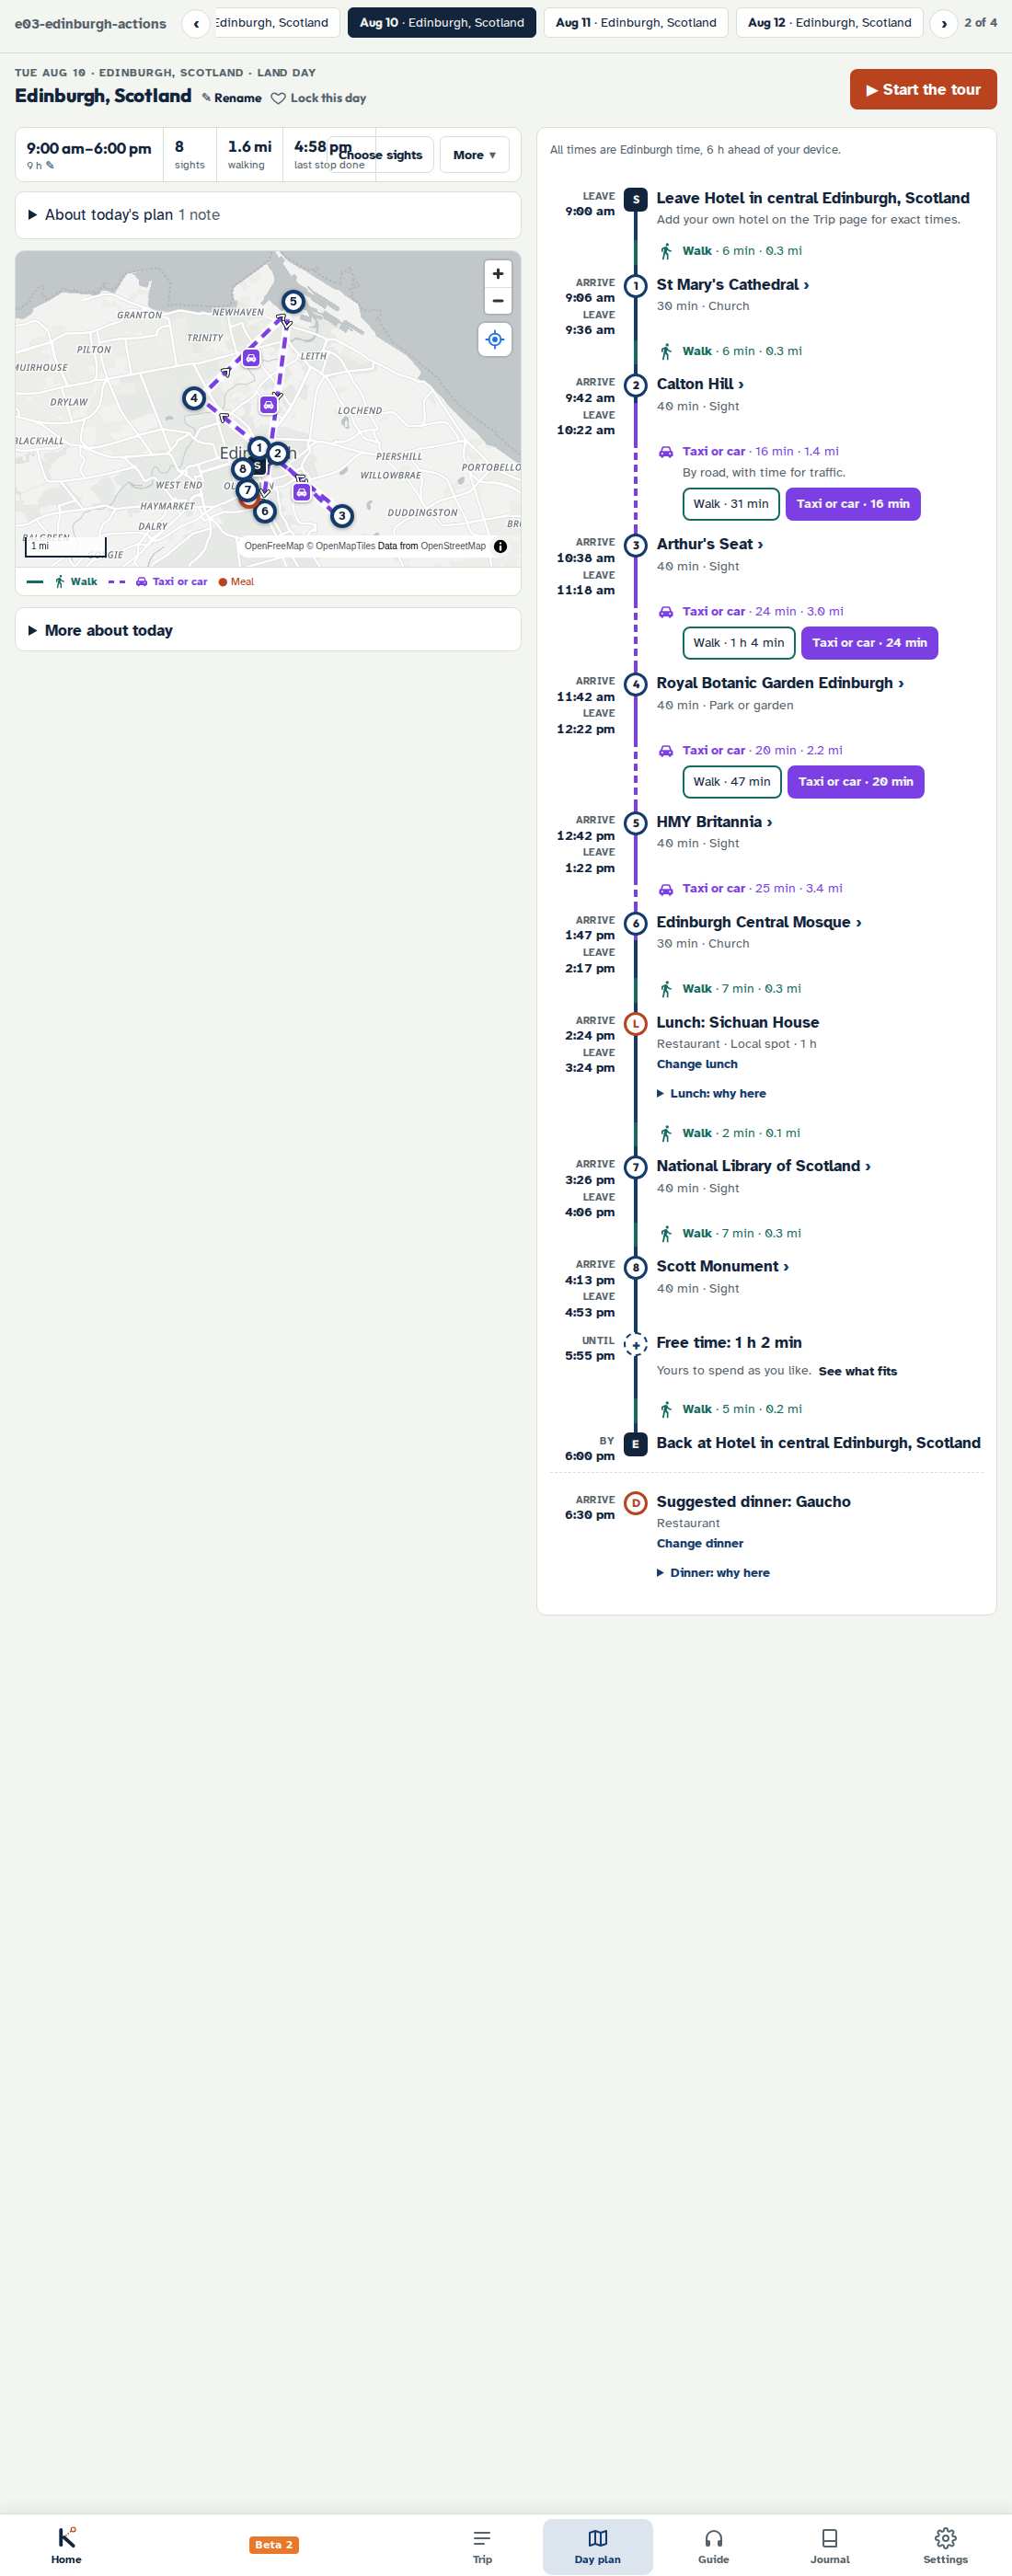 e03-edinburgh-actions
‹
Edinburgh, Scotland
Aug 10 · Edinburgh, Scotland
Aug 11 · Edinburgh, Scotland
Aug 12 · Edinburgh, Scotland
›
2 of 4
TUE AUG 10 · EDINBURGH, SCOTLAND · LAND DAY
Edinburgh, Scotland ✎ Rename Lock this day
▶ Start the tour
9:00 am–6:00 pm
9 h ✎
8
sights
1.6 mi
walking
4:58 pm
last stop done
Choose sights
More ▼
▶ About today's plan 1 note
GRANTON
NEWHAVEN
TRINITY
PILTON
LEITH
MUIRHOUSE
DRYLAW
LOCHEND
BLACKHALL
PIERSHILL
PORTOBELLO
WILLOWBRAE
WEST END
HAYMARKET
DUDDINGSTON
DALRY
5
4
1
2
8
S
7
6
3
+
−
1 mi
OpenFreeMap © OpenMapTiles Data from OpenStreetMap
Walk
Taxi or car
Meal
▶ More about today
All times are Edinburgh time, 6 h ahead of your device.
LEAVE
9:00 am
S
Leave Hotel in central Edinburgh, Scotland
Add your own hotel on the Trip page for exact times.
Walk · 6 min · 0.3 mi
ARRIVE
9:06 am
LEAVE
9:36 am
1
St Mary's Cathedral ›
30 min · Church
Walk · 6 min · 0.3 mi
ARRIVE
9:42 am
LEAVE
10:22 am
2
Calton Hill ›
40 min · Sight
Taxi or car · 16 min · 1.4 mi
By road, with time for traffic.
Walk · 31 min
Taxi or car · 16 min
ARRIVE
10:38 am
LEAVE
11:18 am
3
Arthur's Seat ›
40 min · Sight
Taxi or car · 24 min · 3.0 mi
Walk · 1 h 4 min
Taxi or car · 24 min
ARRIVE
11:42 am
LEAVE
12:22 pm
4
Royal Botanic Garden Edinburgh ›
40 min · Park or garden
Taxi or car · 20 min · 2.2 mi
Walk · 47 min
Taxi or car · 20 min
ARRIVE
12:42 pm
LEAVE
1:22 pm
5
HMY Britannia ›
40 min · Sight
Taxi or car · 25 min · 3.4 mi
ARRIVE
1:47 pm
LEAVE
2:17 pm
6
Edinburgh Central Mosque ›
30 min · Church
Walk · 7 min · 0.3 mi
ARRIVE
2:24 pm
LEAVE
3:24 pm
L
Lunch: Sichuan House
Restaurant · Local spot · 1 h
Change lunch
▶ Lunch: why here
Walk · 2 min · 0.1 mi
ARRIVE
3:26 pm
LEAVE
4:06 pm
7
National Library of Scotland ›
40 min · Sight
Walk · 7 min · 0.3 mi
ARRIVE
4:13 pm
LEAVE
4:53 pm
8
Scott Monument ›
40 min · Sight
UNTIL
5:55 pm
+
Free time: 1 h 2 min
Yours to spend as you like. See what fits
Walk · 5 min · 0.2 mi
BY
6:00 pm
E
Back at Hotel in central Edinburgh, Scotland
ARRIVE
6:30 pm
D
Suggested dinner: Gaucho
Restaurant
Change dinner
▶ Dinner: why here
Home
Beta 2
Trip
Day plan
Guide
Journal
Settings